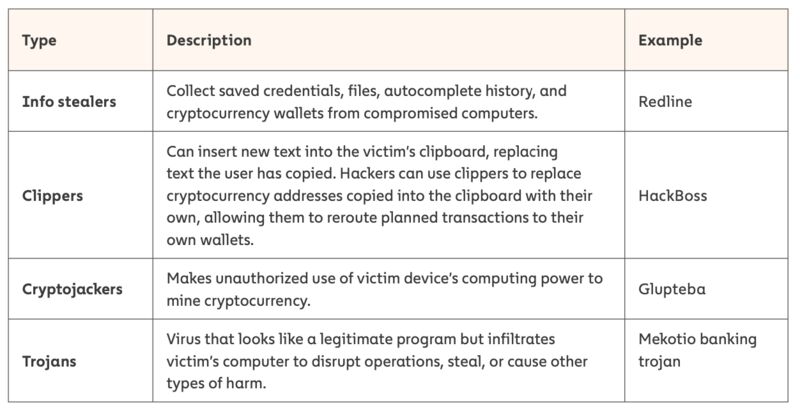 Type
Description
Example
Info stealers
Collect saved credentials, files, autocomplete history, and
cryptocurrency wallets from compromised computers.
Redline
Clippers
Can insert new text into the victim's clipboard, replacing
text the user has copied. Hackers can use clippers to replace
cryptocurrency addresses copied into the clipboard with their
own, allowing them to reroute planned transactions to their
own wallets.
HackBoss
Cryptojackers
Makes unauthorized use of victim device's computing power to
mine cryptocurrency.
Glupteba
Trojans
Virus that looks like a legitimate program but infiltrates
victim's computer to disrupt operations, steal, or cause other
types of harm.
Mekotio banking
trojan